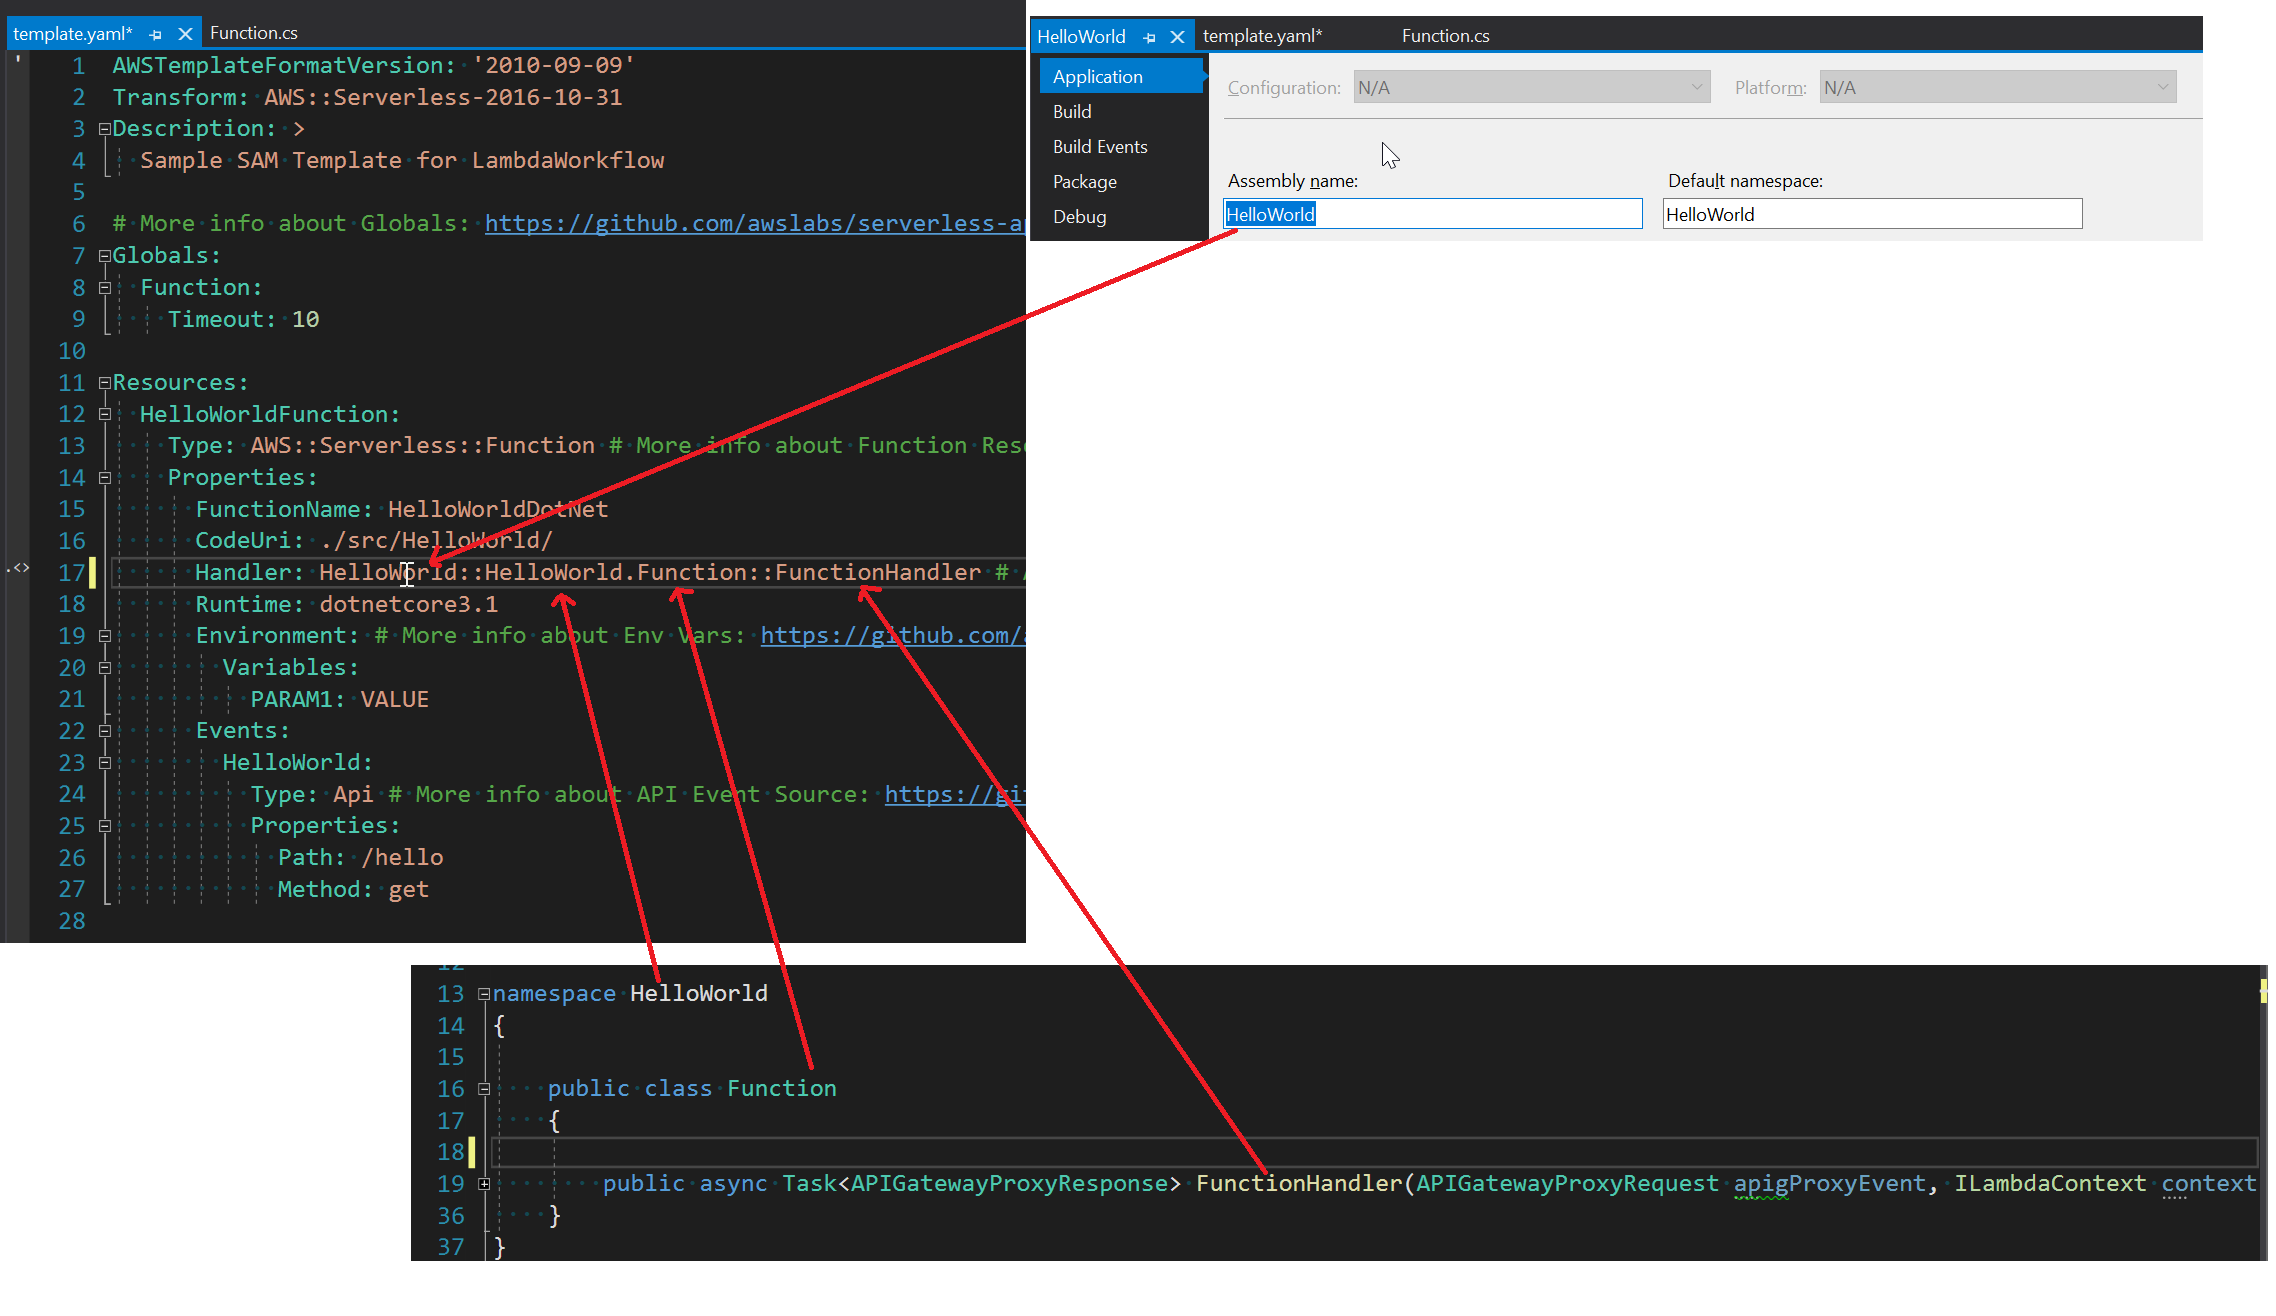 template.yaml* Function.cs
1 AWSTemplateFormatVersion: '2010-09-09'
2 Transform: AWS::Serverless-2016-10-31
3 Description: >
4 Sample SAM Template for LambdaWorkflow
5
6 # More info about Globals: https://github.com/awslabs/serverless-ap
7 Globals:
8 Function:
9 Timeout: 10
10
11 Resources:
12 HelloWorldFunction:
13 Type: AWS::Serverless::Function # More info about Function Reso
14 Properties:
15 FunctionName: HelloWorldDotNet
16 CodeUri: ./src/HelloWorld/
17 Handler: HelloWorld::HelloWorld.Function::FunctionHandler #
18 Runtime: dotnetcore3.1
19 Environment: # More info about Env Vars: https://github.com/
20 Variables:
21 PARAM1: VALUE
22 Events:
23 HelloWorld:
24 Type: Api # More info about API Event Source: https://git
25 Properties:
26 Path: /hello
27 Method: get
28
HelloWorld template.yaml* Function.cs
Application
Build
Build Events
Package
Debug
Configuration: N/A Platform: N/A
Assembly name: Default namespace:
HelloWorld HelloWorld
12
13 namespace HelloWorld
14 {
15
16 public class Function
17 {
18
19 public async Task<APIGatewayProxyResponse> FunctionHandler(APIGatewayProxyRequest apigProxyEvent, ILambdaContext context
36 }
37 }